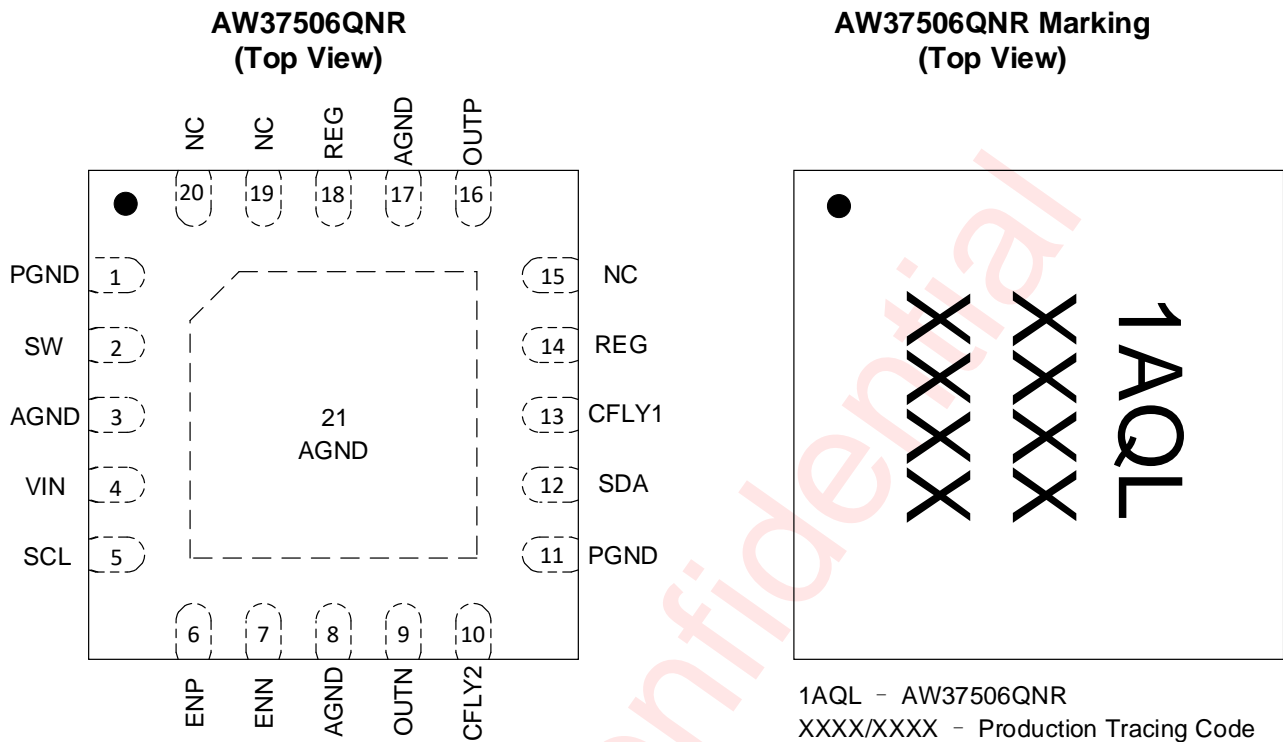 AW37506QNR
(Top View)
AW37506QNR Marking
(Top View)
NC
NC
REG
AGND
OUTP
20
19
18
17
16
PGND 1
15 NC
SW 2
14 REG
AGND 3
13 CFLY1
21
AGND
VIN 4
12 SDA
SCL 5
11 PGND
6
7
8
9
10
ENP
ENN
AGND
OUTN
CFLY2
1AQL
XXXX
XXXX
1AQL - AW37506QNR
XXXX/XXXX - Production Tracing Code
nfidential